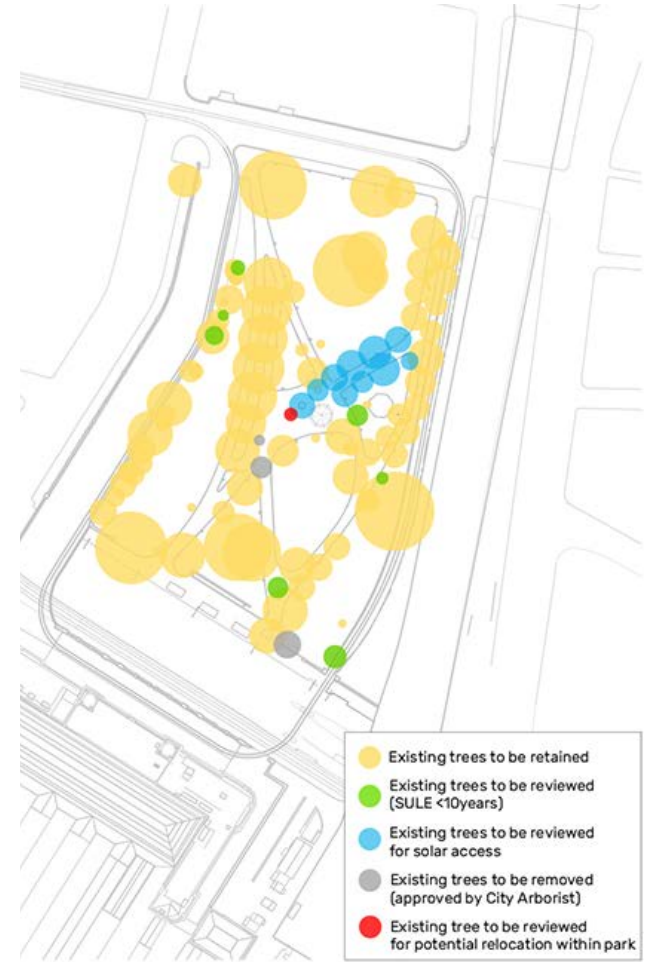 Existing trees to be retained
Existing trees to be reviewed
(SULE <10years)
Existing trees to be reviewed
for solar access
Existing trees to be removed
(approved by City Arborist)
Existing tree to be reviewed
for potential relocation within park